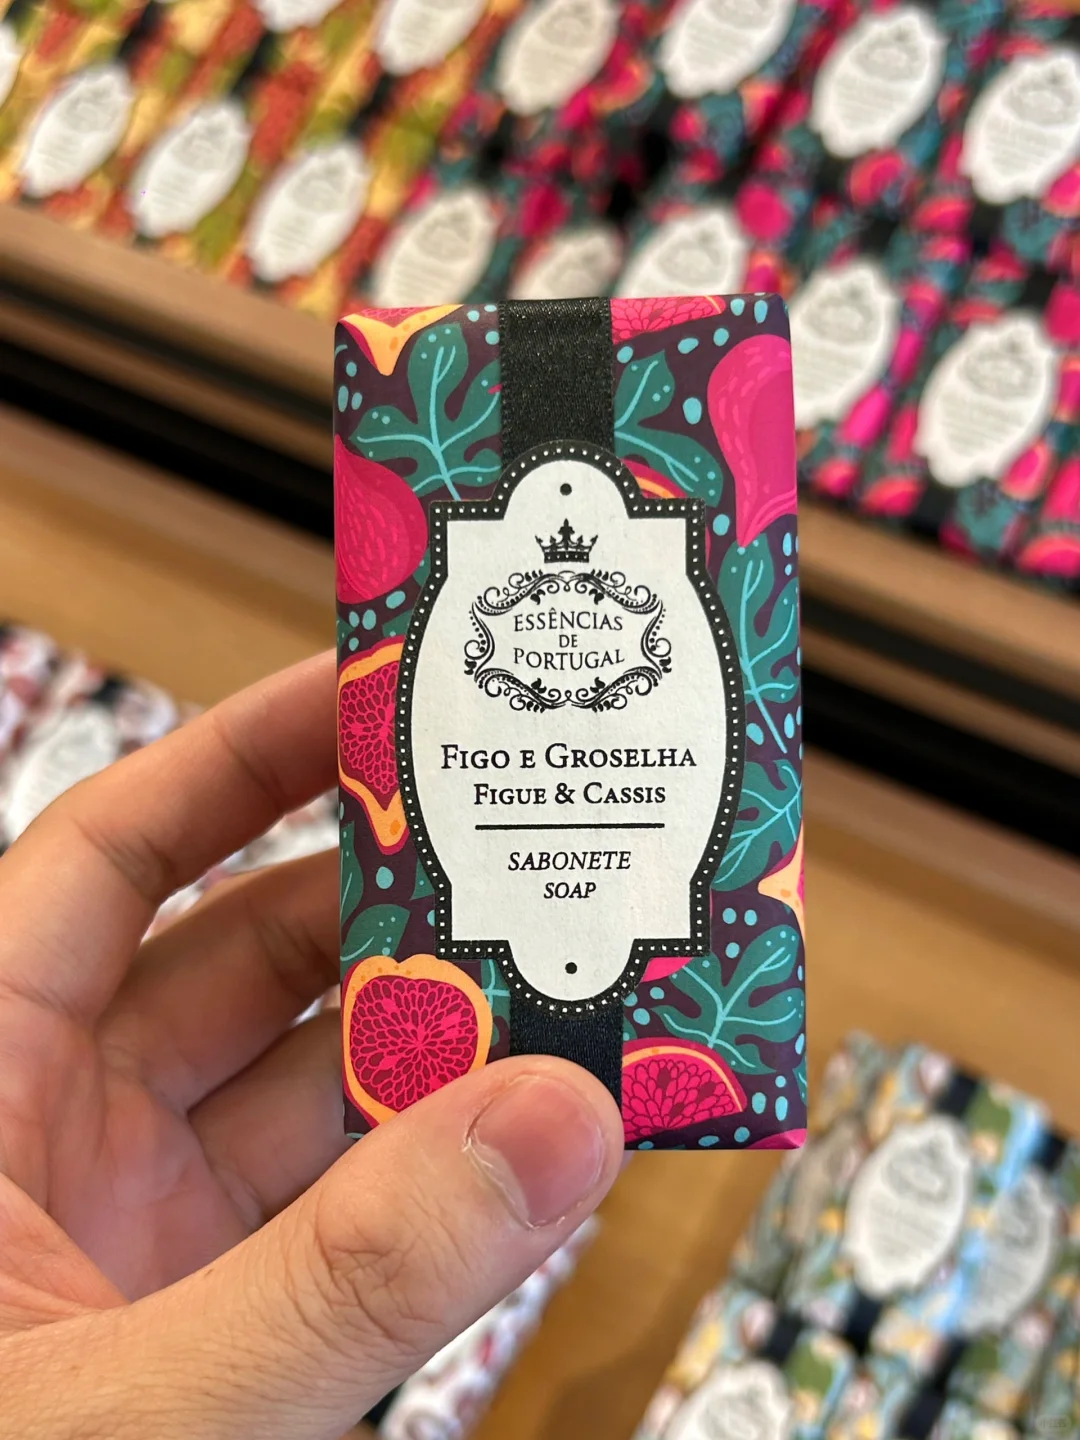 ESSÊNCIAS
DE
PORTUGAL
FIGO E GROSELHA
FIGUE & CASSIS
SABONETE
SOAP